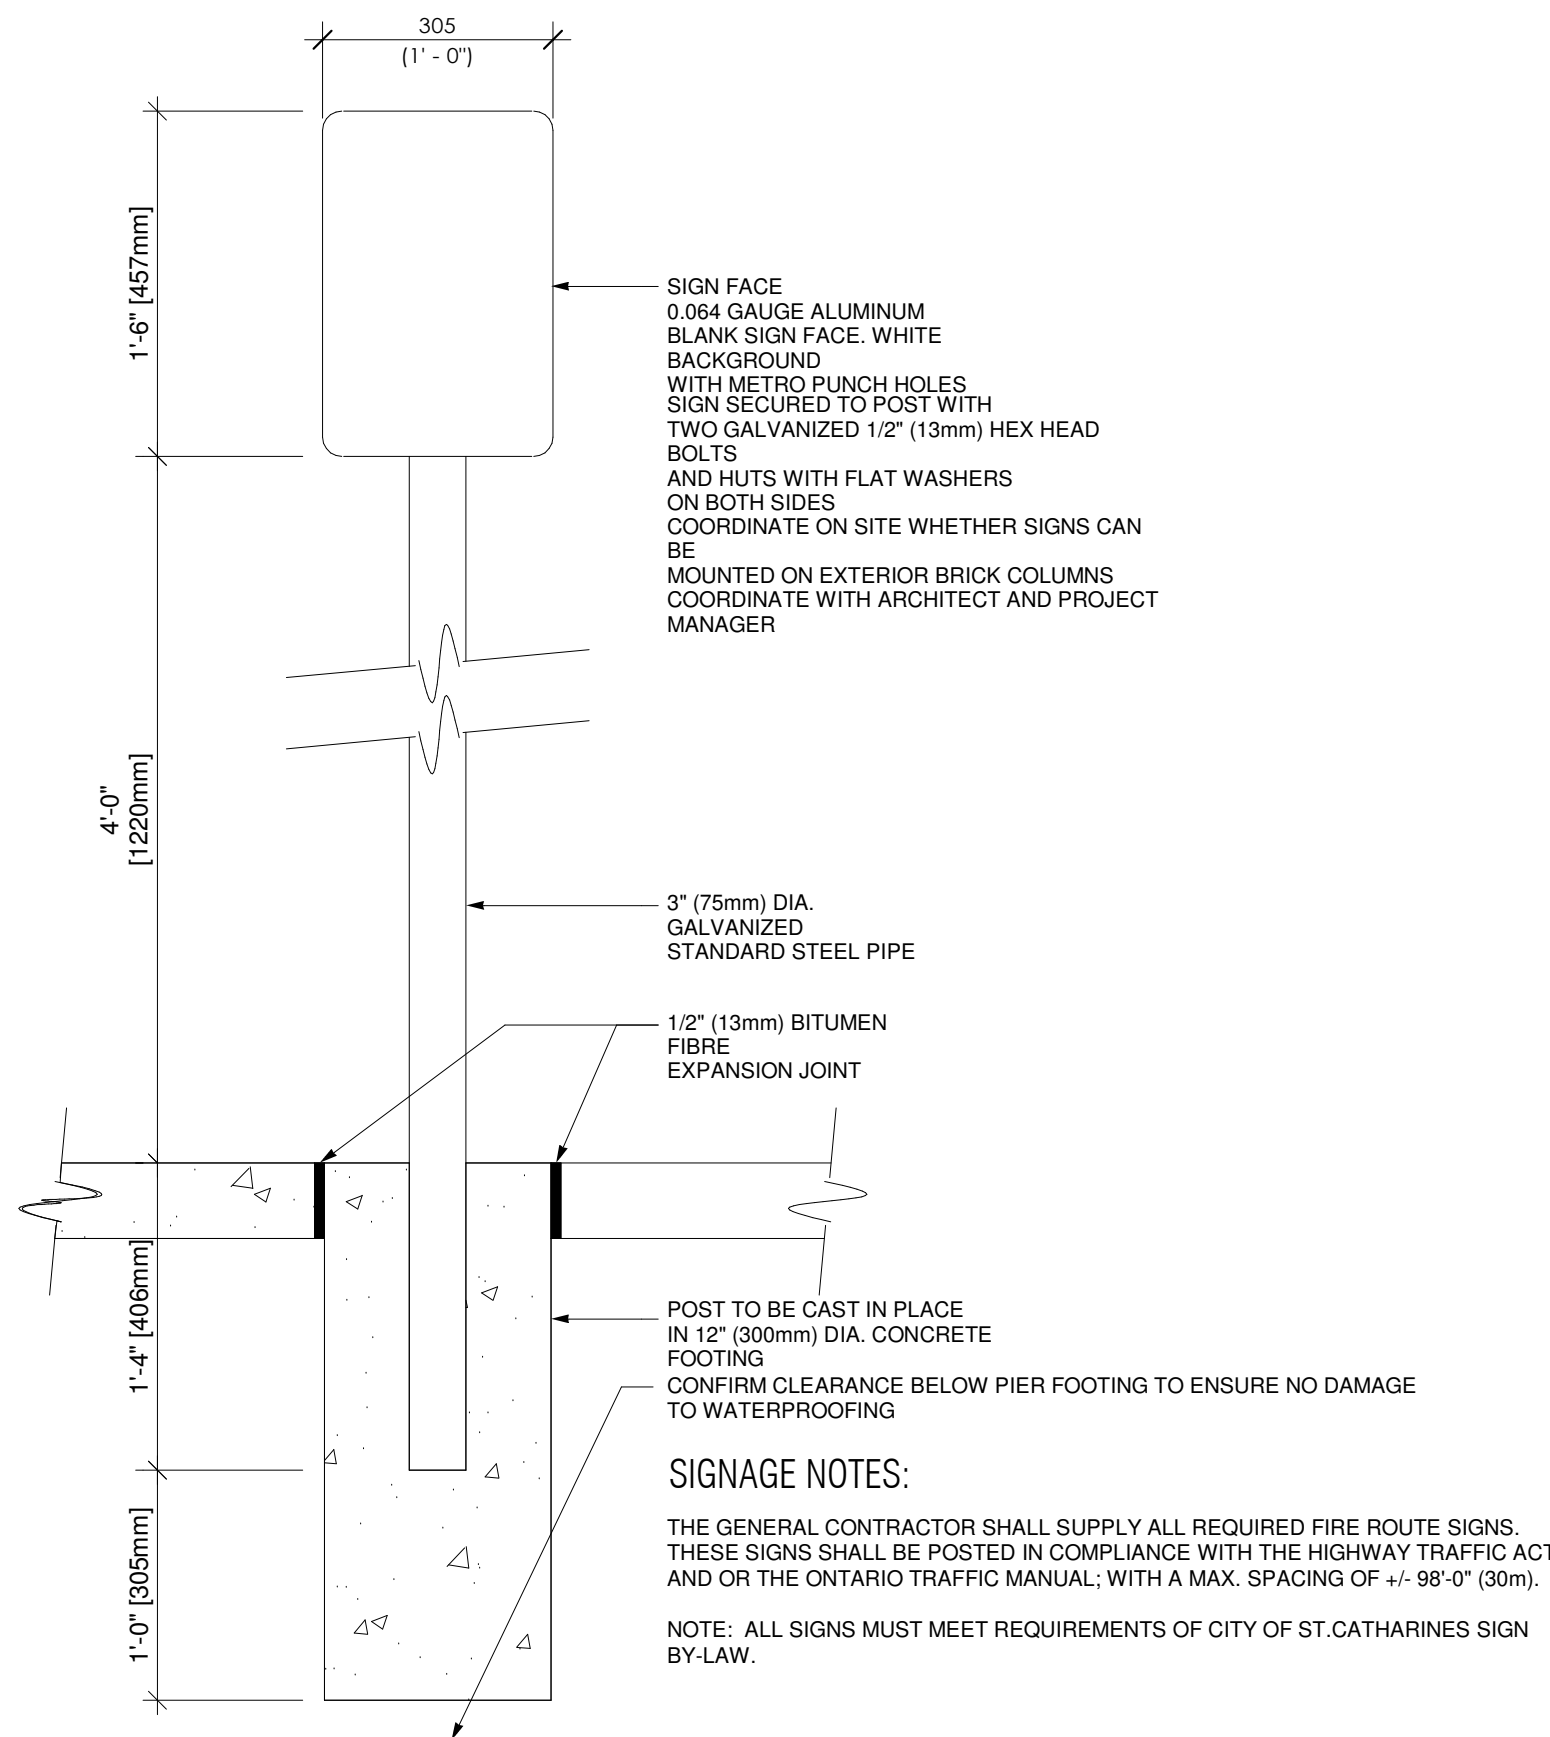 305
(1' - 0")
1'-6" [457mm]
SIGN FACE
0.064 GAUGE ALUMINUM
BLANK SIGN FACE. WHITE
BACKGROUND
WITH METRO PUNCH HOLES
SIGN SECURED TO POST WITH
TWO GALVANIZED 1/2" (13mm) HEX HEAD
BOLTS
AND HUTS WITH FLAT WASHERS
ON BOTH SIDES
COORDINATE ON SITE WHETHER SIGNS CAN
BE
MOUNTED ON EXTERIOR BRICK COLUMNS
COORDINATE WITH ARCHITECT AND PROJECT
MANAGER
4'-0"
[1220mm]
3" (75mm) DIA.
GALVANIZED
STANDARD STEEL PIPE
1/2" (13mm) BITUMEN
FIBRE
EXPANSION JOINT
1'-4" [406mm]
POST TO BE CAST IN PLACE
IN 12" (300mm) DIA. CONCRETE
FOOTING
CONFIRM CLEARANCE BELOW PIER FOOTING TO ENSURE NO DAMAGE
TO WATERPROOFING
1'-0" [305mm]
SIGNAGE NOTES:
THE GENERAL CONTRACTOR SHALL SUPPLY ALL REQUIRED FIRE ROUTE SIGNS.
THESE SIGNS SHALL BE POSTED IN COMPLIANCE WITH THE HIGHWAY TRAFFIC ACT
AND OR THE ONTARIO TRAFFIC MANUAL; WITH A MAX. SPACING OF +/- 98'-0" (30m).
NOTE: ALL SIGNS MUST MEET REQUIREMENTS OF CITY OF ST.CATHARINES SIGN
BY-LAW.